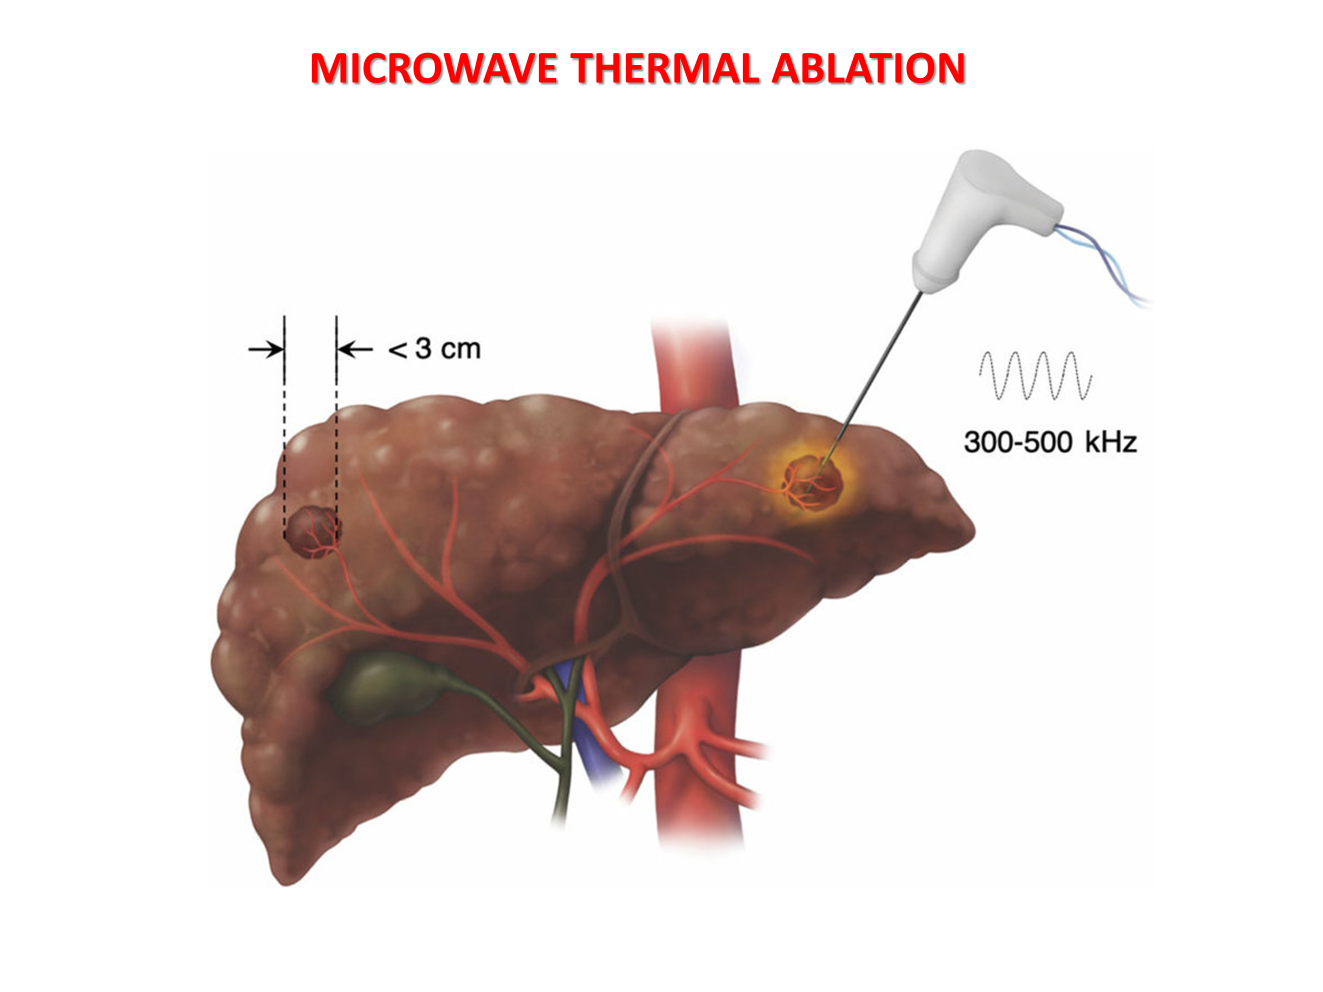 MICROWAVE THERMAL ABLATION
< 3 cm
300-500 kHz